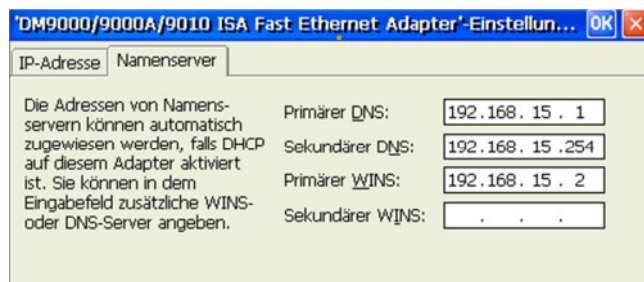 'DM9000/9000A/9010 ISA Fast Ethernet Adapter'-Einstellun... OK
IP-Adresse Namenserver
Die Adressen von Namens-
servern können automatisch
zugewiesen werden, falls DHCP
auf diesem Adapter aktiviert
ist. Sie können in dem
Eingabefeld zusätzliche WINS-
oder DNS-Server angeben.
Primärer DNS: 192.168.15.1
Sekundärer DNS: 192.168.15.254
Primärer WINS: 192.168.15.2
Sekundärer WINS: . . .